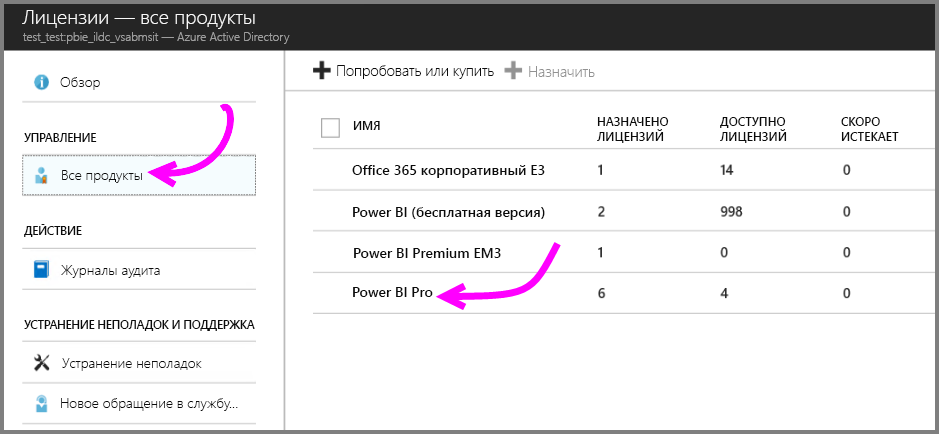 Лицензии — все продукты
test_test:pbie_ildc_vsabmsit — Azure Active Directory
Обзор
УПРАВЛЕНИЕ
Все продукты
ДЕЙСТВИЕ
Журналы аудита
УСТРАНЕНИЕ НЕПОЛАДОК И ПОДДЕРЖКА
Устранение неполадок
Новое обращение в службу...
Попробовать или купить Назначить
ИМЯ НАЗНАЧЕНО ЛИЦЕНЗИЙ ДОСТУПНО ЛИЦЕНЗИЙ СКОРО ИСТЕКАЕТ
Office 365 корпоративный E3 1 14 0
Power BI (бесплатная версия) 2 998 0
Power BI Premium EM3 1 0 0
Power BI Pro 6 4 0